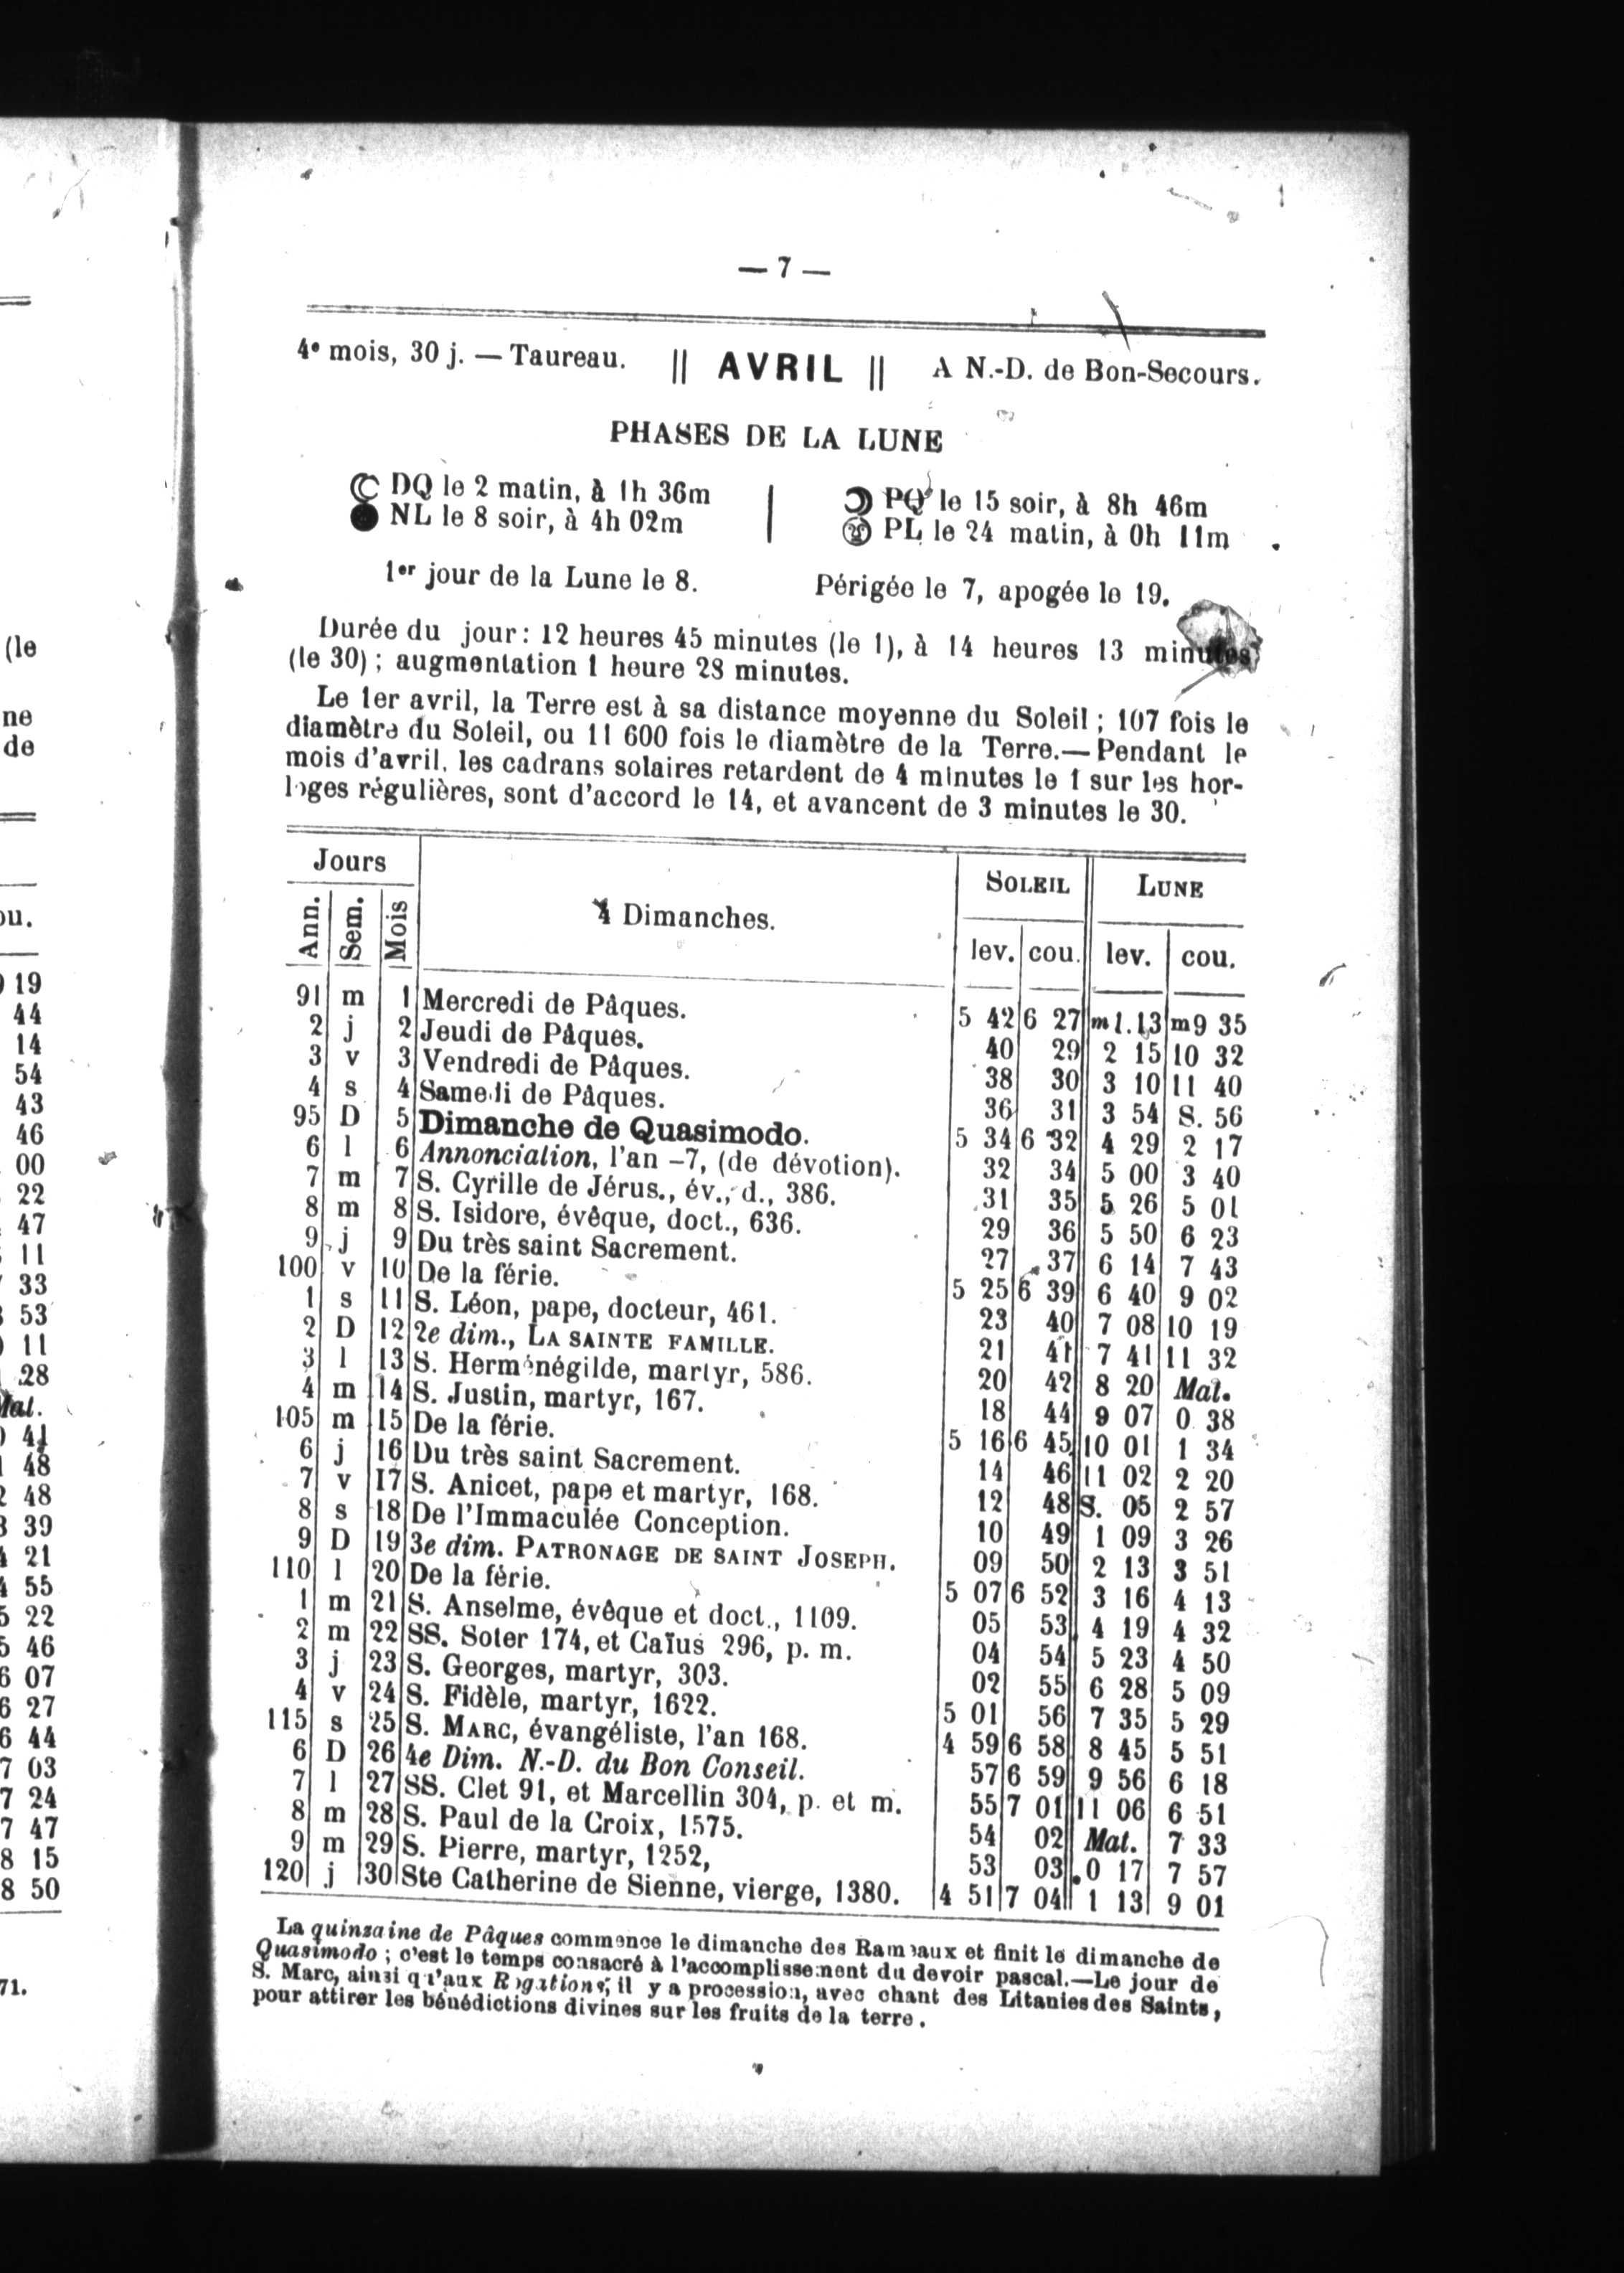 — 7 —
4e mois, 30 j. — Taureau. || AVRIL || A N.-D. de Bon-Secours.
PHASES DE LA LUNE
DQ le 2 matin, à 1h 36m | PQ le 15 soir, à 8h 46m
NL le 8 soir, à 4h 02m | PL le 24 matin, à 0h 11m
1er jour de la Lune le 8. Périgée le 7, apogée le 19.
Durée du jour : 12 heures 45 minutes (le 1), à 14 heures 13 minutes
(le 30) ; augmentation 1 heure 28 minutes.
Le 1er avril, la Terre est à sa distance moyenne du Soleil ; 107 fois le
diamètre du Soleil, ou 11 600 fois le diamètre de la Terre.— Pendant le
mois d'avril, les cadrans solaires retardent de 4 minutes le 1 sur les hor-
loges régulières, sont d'accord le 14, et avancent de 3 minutes le 30.
Jours 4 Dimanches. SOLEIL LUNE
Ann. Sem. Mois lev. cou. lev. cou.
91 m 1 Mercredi de Pâques. 5 42 6 27 m1.13 m9 35
2 j 2 Jeudi de Pâques. 40 29 2 15 10 32
3 v 3 Vendredi de Pâques. 38 30 3 10 11 40
4 s 4 Samedi de Pâques. 36 31 3 54 S. 56
95 D 5 Dimanche de Quasimodo. 5 34 6 32 4 29 2 17
6 l 6 Annonciation, l'an –7, (de dévotion). 32 34 5 00 3 40
7 m 7 S. Cyrille de Jérus., év., d., 386. 31 35 5 26 5 01
8 m 8 S. Isidore, évêque, doct., 636. 29 36 5 50 6 23
9 j 9 Du très saint Sacrement. 27 37 6 14 7 43
100 v 10 De la férie. 5 25 6 39 6 40 9 02
1 s 11 S. Léon, pape, docteur, 461. 23 40 7 08 10 19
2 D 12 2e dim., LA SAINTE FAMILLE. 21 41 7 41 11 32
3 l 13 S. Herménégilde, martyr, 586. 20 42 8 20 Mat.
4 m 14 S. Justin, martyr, 167. 18 44 9 07 0 38
105 m 15 De la férie. 5 16 6 45 10 01 1 34
6 j 16 Du très saint Sacrement. 14 46 11 02 2 20
7 v 17 S. Anicet, pape et martyr, 168. 12 48 S. 05 2 57
8 s 18 De l'Immaculée Conception. 10 49 1 09 3 26
9 D 19 3e dim. PATRONAGE DE SAINT JOSEPH. 09 50 2 13 3 51
110 l 20 De la férie. 5 07 6 52 3 16 4 13
1 m 21 S. Anselme, évêque et doct., 1109. 05 53 4 19 4 32
2 m 22 SS. Soter 174, et Caïus 296, p. m. 04 54 5 23 4 50
3 j 23 S. Georges, martyr, 303. 02 55 6 28 5 09
4 v 24 S. Fidèle, martyr, 1622. 5 01 56 7 35 5 29
115 s 25 S. MARC, évangéliste, l'an 168. 4 59 6 58 8 45 5 51
6 D 26 4e Dim. N.-D. du Bon Conseil. 57 6 59 9 56 6 18
7 l 27 SS. Clet 91, et Marcellin 304, p. et m. 55 7 01 11 06 6 51
8 m 28 S. Paul de la Croix, 1575. 54 02 Mat. 7 33
9 m 29 S. Pierre, martyr, 1252, 53 03 0 17 7 57
120 j 30 Ste Catherine de Sienne, vierge, 1380. 4 51 7 04 1 13 9 01
La quinzaine de Pâques commence le dimanche des Rameaux et finit le dimanche de
Quasimodo ; c'est le temps consacré à l'accomplissement du devoir pascal.—Le jour de
S. Marc, ainsi qu'aux Rogations, il y a procession, avec chant des Litanies des Saints,
pour attirer les bénédictions divines sur les fruits de la terre.